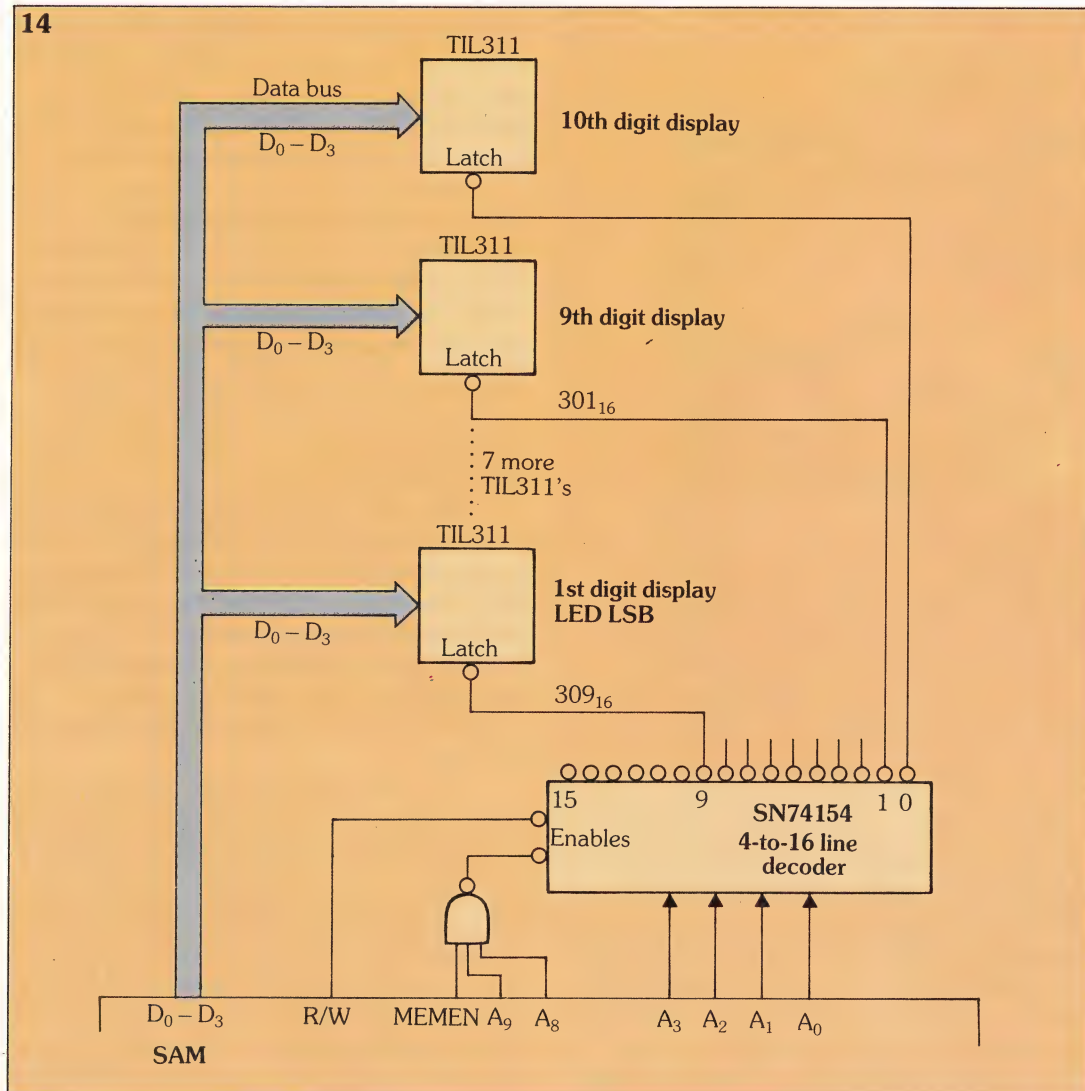 14
TIL311
Data bus
D₀ – D₃
Latch
10th digit display
TIL311
D₀ – D₃
Latch
9th digit display
301₁₆
7 more
TIL311's
TIL311
D₀ – D₃
Latch
1st digit display
LED LSB
309₁₆
15
9
1 0
Enables
SN74154
4-to-16 line
decoder
D₀ – D₃
R/W
MEMEN A₉ A₈
A₃ A₂ A₁ A₀
SAM